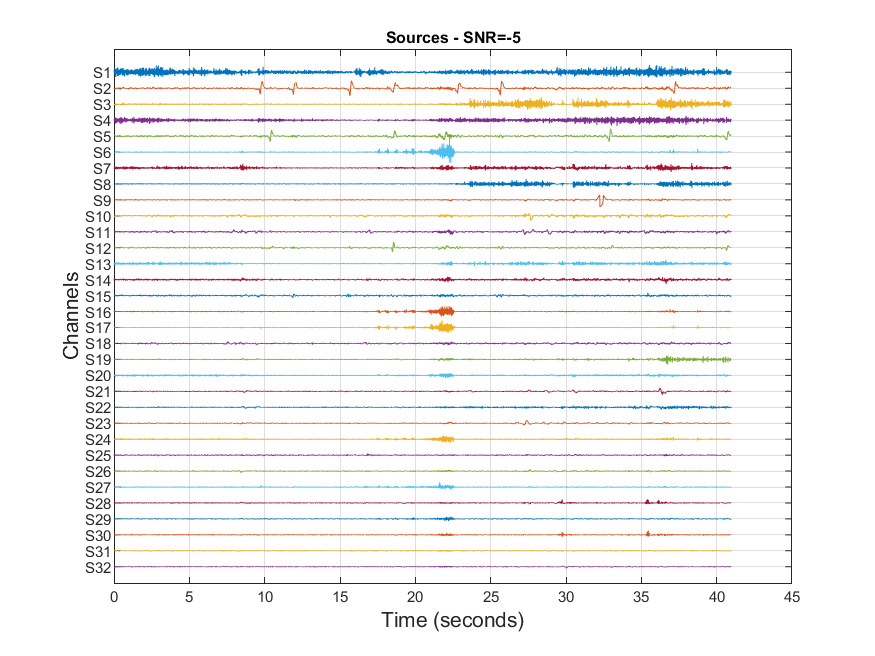 Sources - SNR=-5
S1
S2
S3
S4
S5
S6
S7
S8
S9
S10
S11
S12
S13
S14
S15
S16
S17
S18
S19
S20
S21
S22
S23
S24
S25
S26
S27
S28
S29
S30
S31
S32
Channels
0 5 10 15 20 25 30 35 40 45
Time (seconds)